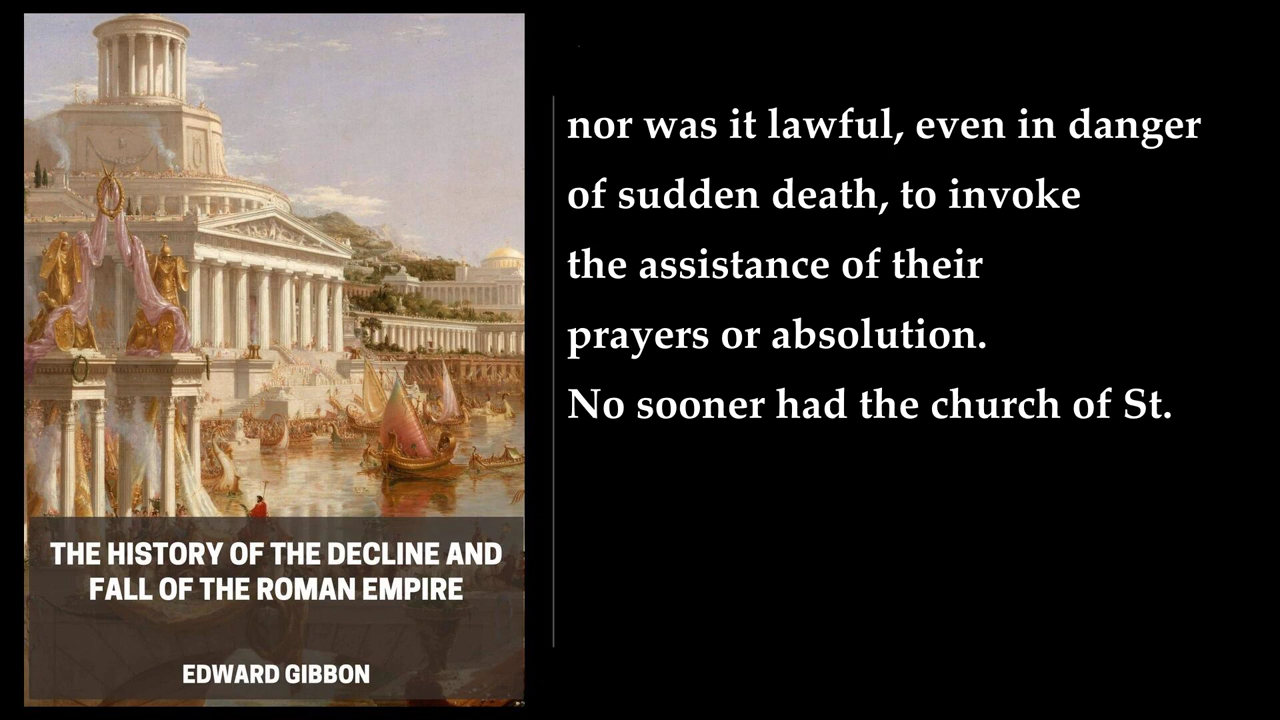 THE HISTORY OF THE DECLINE AND
FALL OF THE ROMAN EMPIRE
EDWARD GIBBON
nor was it lawful, even in danger
of sudden death, to invoke
the assistance of their
prayers or absolution.
No sooner had the church of St.